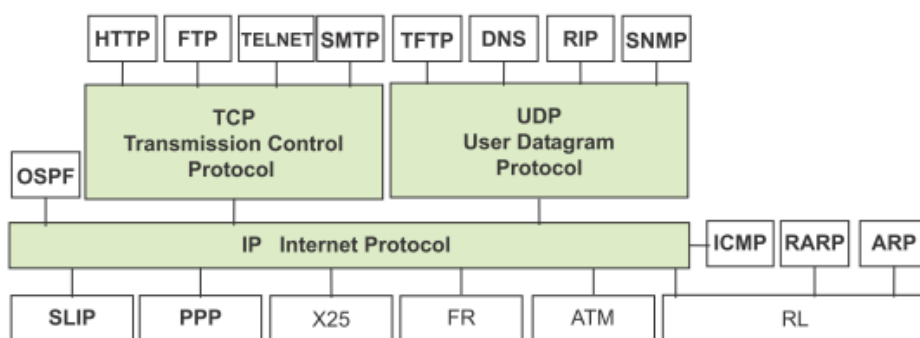 HTTP FTP TELNET SMTP TFTP DNS RIP SNMP
TCP
Transmission Control
Protocol
UDP
User Datagram
Protocol
OSPF
IP Internet Protocol
ICMP RARP ARP
SLIP PPP X25 FR ATM RL